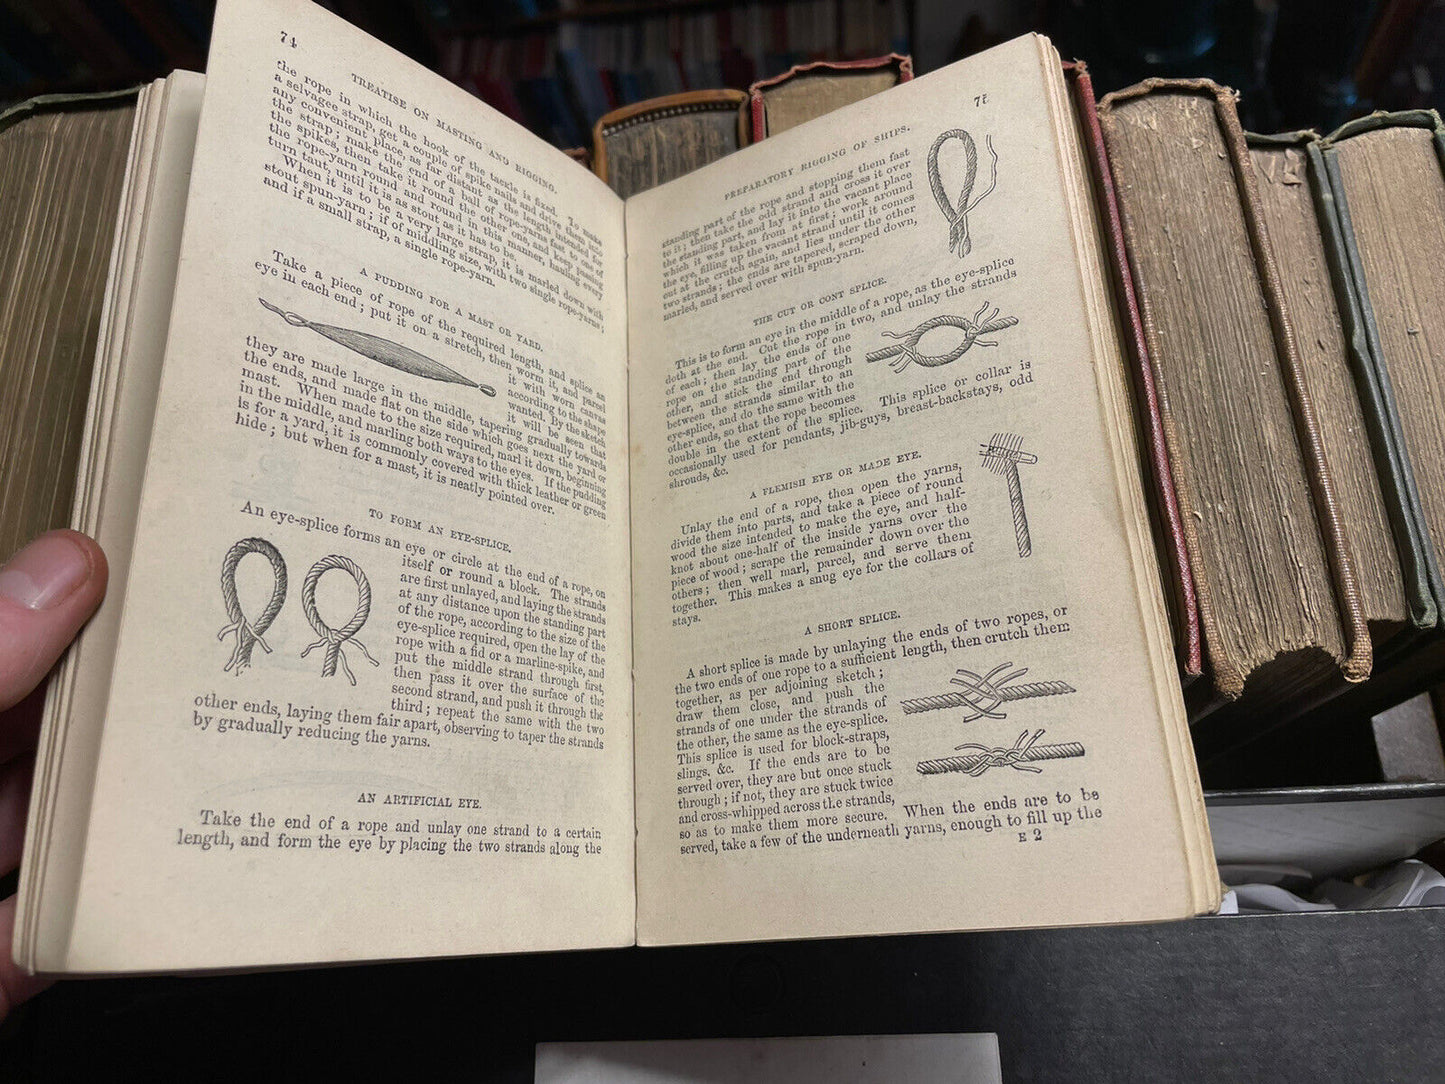 74
TREATISE ON MASTING AND RIGGING.
the rope in which the hook of the tackle is fixed. To make
a selvagee strap, get a couple of spike nails and drive them into
any convenient place, as far distant as the length intended for
the strap; make the end of a ball of rope-yarn fast to one of
the spikes, then take it round the other one, and keep passing
the rope-yarn round and round in this manner, hauling every
turn taut, until it is as stout as it has to be.
When it is to be a very large strap, it is marled down with
stout spun-yarn; if of middling size, with two single rope-yarns;
and if a small strap, a single rope-yarn.
A PUDDING FOR A MAST OR YARD.
Take a piece of rope of the required length, and splice an
eye in each end; put it on a stretch, then worm it, and parcel
it with worn canvas
according to the shape
wanted. By the sketch
it will be seen that
they are made large in the middle, tapering gradually towards
the ends, and made flat on the side which goes next the yard or
mast. When made to the size required, marl it down, beginning
in the middle, and marling both ways to the eyes. If the pudding
is for a yard, it is commonly covered with thick leather or green
hide; but when for a mast, it is neatly pointed over.
TO FORM AN EYE-SPLICE.
An eye-splice forms an eye or circle at the end of a rope, on
itself or round a block. The strands
are first unlayed, and laying the strands
at any distance upon the standing part
of the rope, according to the size of the
eye-splice required, open the lay of the
rope with a fid or a marline-spike, and
put the middle strand through first,
then pass it over the surface of the
second strand, and push it through the
third; repeat the same with the two
other ends, laying them fair apart, observing to taper the strands
by gradually reducing the yarns.
AN ARTIFICIAL EYE.
Take the end of a rope and unlay one strand to a certain
length, and form the eye by placing the two strands along the
PREPARATORY RIGGING OF SHIPS.
75
standing part of the rope and stopping them fast
to it; then take the odd strand and cross it over
the standing part, and lay it into the vacant place
which it was taken from at first; work around
the eye, filling up the vacant strand until it comes
out at the crutch again, and lies under the other
two strands; the ends are tapered, scraped down,
marled, and served over with spun-yarn.
THE CUT OR CONT SPLICE.
This is to form an eye in the middle of a rope, as the eye-splice
doth at the end. Cut the rope in two, and unlay the strands
of each; then lay the ends of one
rope on the standing part of the
other, and stick the end through
between the strands similar to an
eye-splice, and do the same with the
other ends, so that the rope becomes
double in the extent of the splice. This splice or collar is
occasionally used for pendants, jib-guys, breast-backstays, odd
shrouds, &c.
A FLEMISH EYE OR MADE EYE.
Unlay the end of a rope, then open the yarns,
divide them into parts, and take a piece of round
wood the size intended to make the eye, and half-
knot about one-half of the inside yarns over the
piece of wood; scrape the remainder down over the
others; then well marl, parcel, and serve them
together. This makes a snug eye for the collars of
stays.
A SHORT SPLICE.
A short splice is made by unlaying the ends of two ropes, or
the two ends of one rope to a sufficient length, then crutch them
together, as per adjoining sketch;
draw them close, and push the
strands of one under the strands of
the other, the same as the eye-splice.
This splice is used for block-straps,
slings, &c. If the ends are to be
served over, they are but once stuck
through; if not, they are stuck twice
and cross-whipped across the strands,
so as to make them more secure. When the ends are to be
served, take a few of the underneath yarns, enough to fill up the
E 2